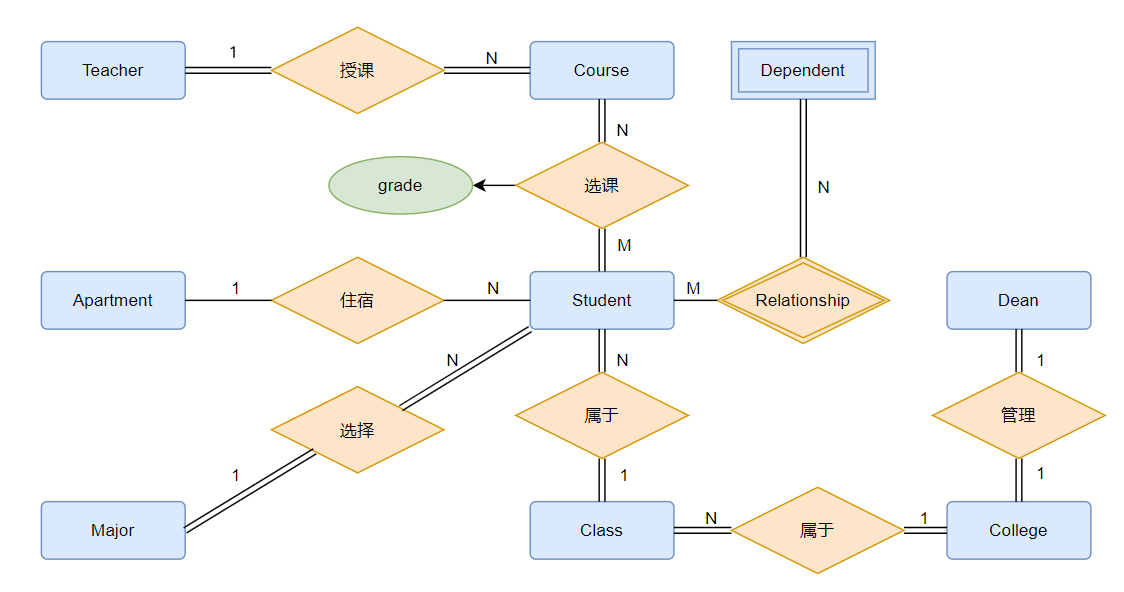 Teacher
1
授课
N
Course
Dependent
N
grade
选课
N
M
Apartment
1
住宿
N
Student
M
Relationship
Dean
N
选择
1
N
属于
1
1
管理
1
Major
Class
N
属于
1
College